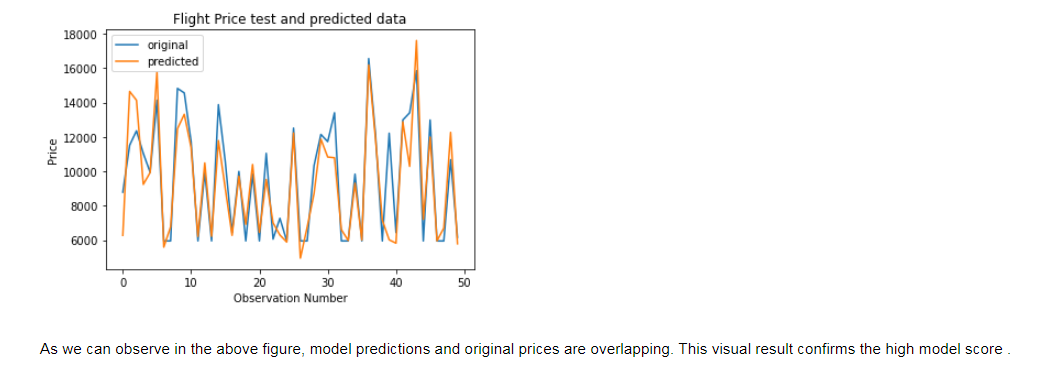 Flight Price test and predicted data
original
predicted
18000
16000
14000
12000
10000
8000
6000
Price
0 10 20 30 40 50
Observation Number
As we can observe in the above figure, model predictions and original prices are overlapping. This visual result confirms the high model score .